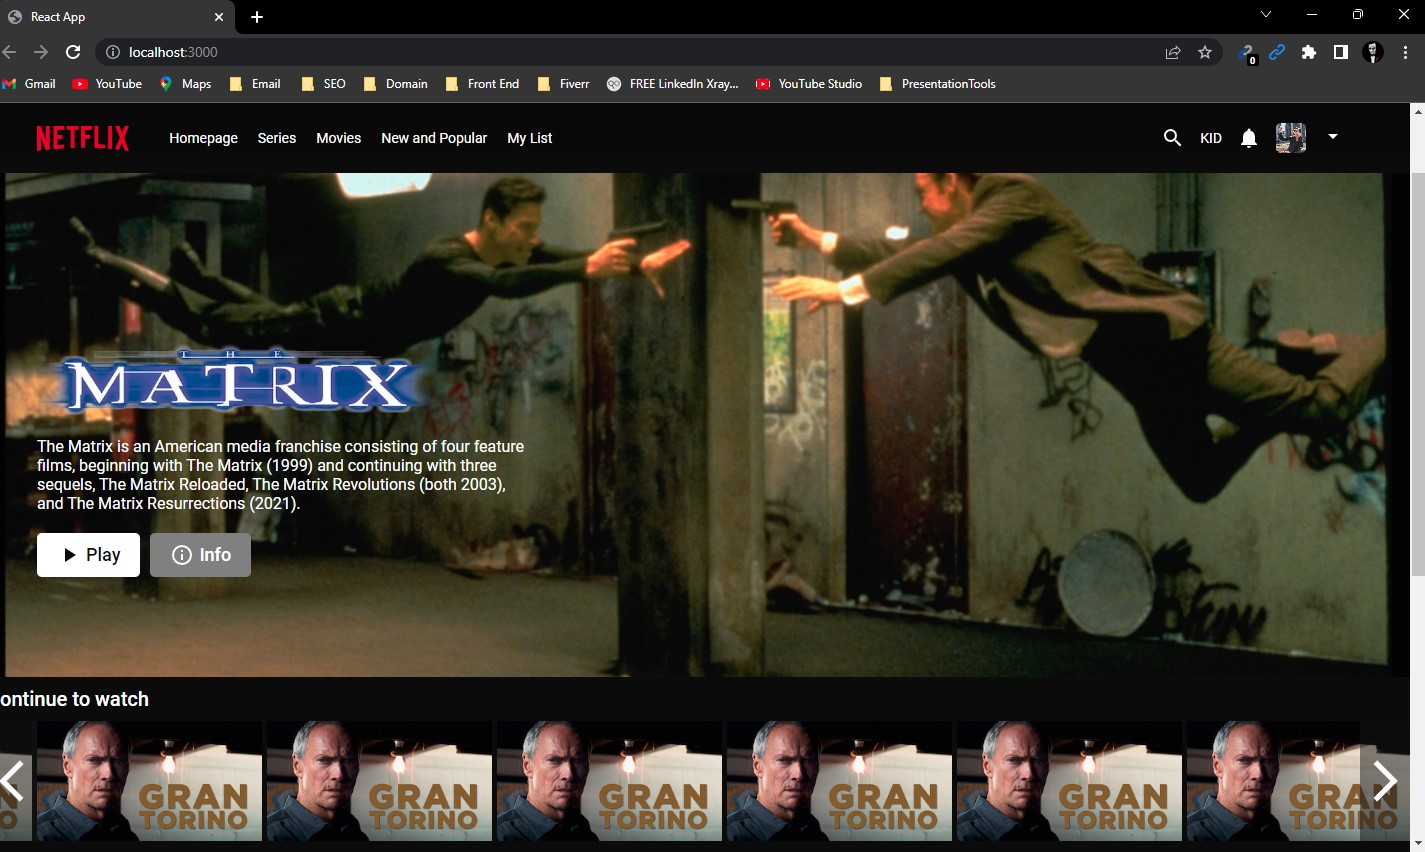 React App
localhost:3000
0
Gmail
YouTube
Maps
Email
SEO
Domain
Front End
Fiverr
FREE LinkedIn Xray...
YouTube Studio
PresentationTools
NETFLIX
Homepage
Series
Movies
New and Popular
My List
KID
THE
MATRIX
The Matrix is an American media franchise consisting of four feature
films, beginning with The Matrix (1999) and continuing with three
sequels, The Matrix Reloaded, The Matrix Revolutions (both 2003),
and The Matrix Resurrections (2021).
Play
Info
ontinue to watch
N
O
GRAN
TORINO
GRAN
TORINO
GRAN
TORINO
GRAN
TORINO
GRAN
TORINO
GRAN
TORINO